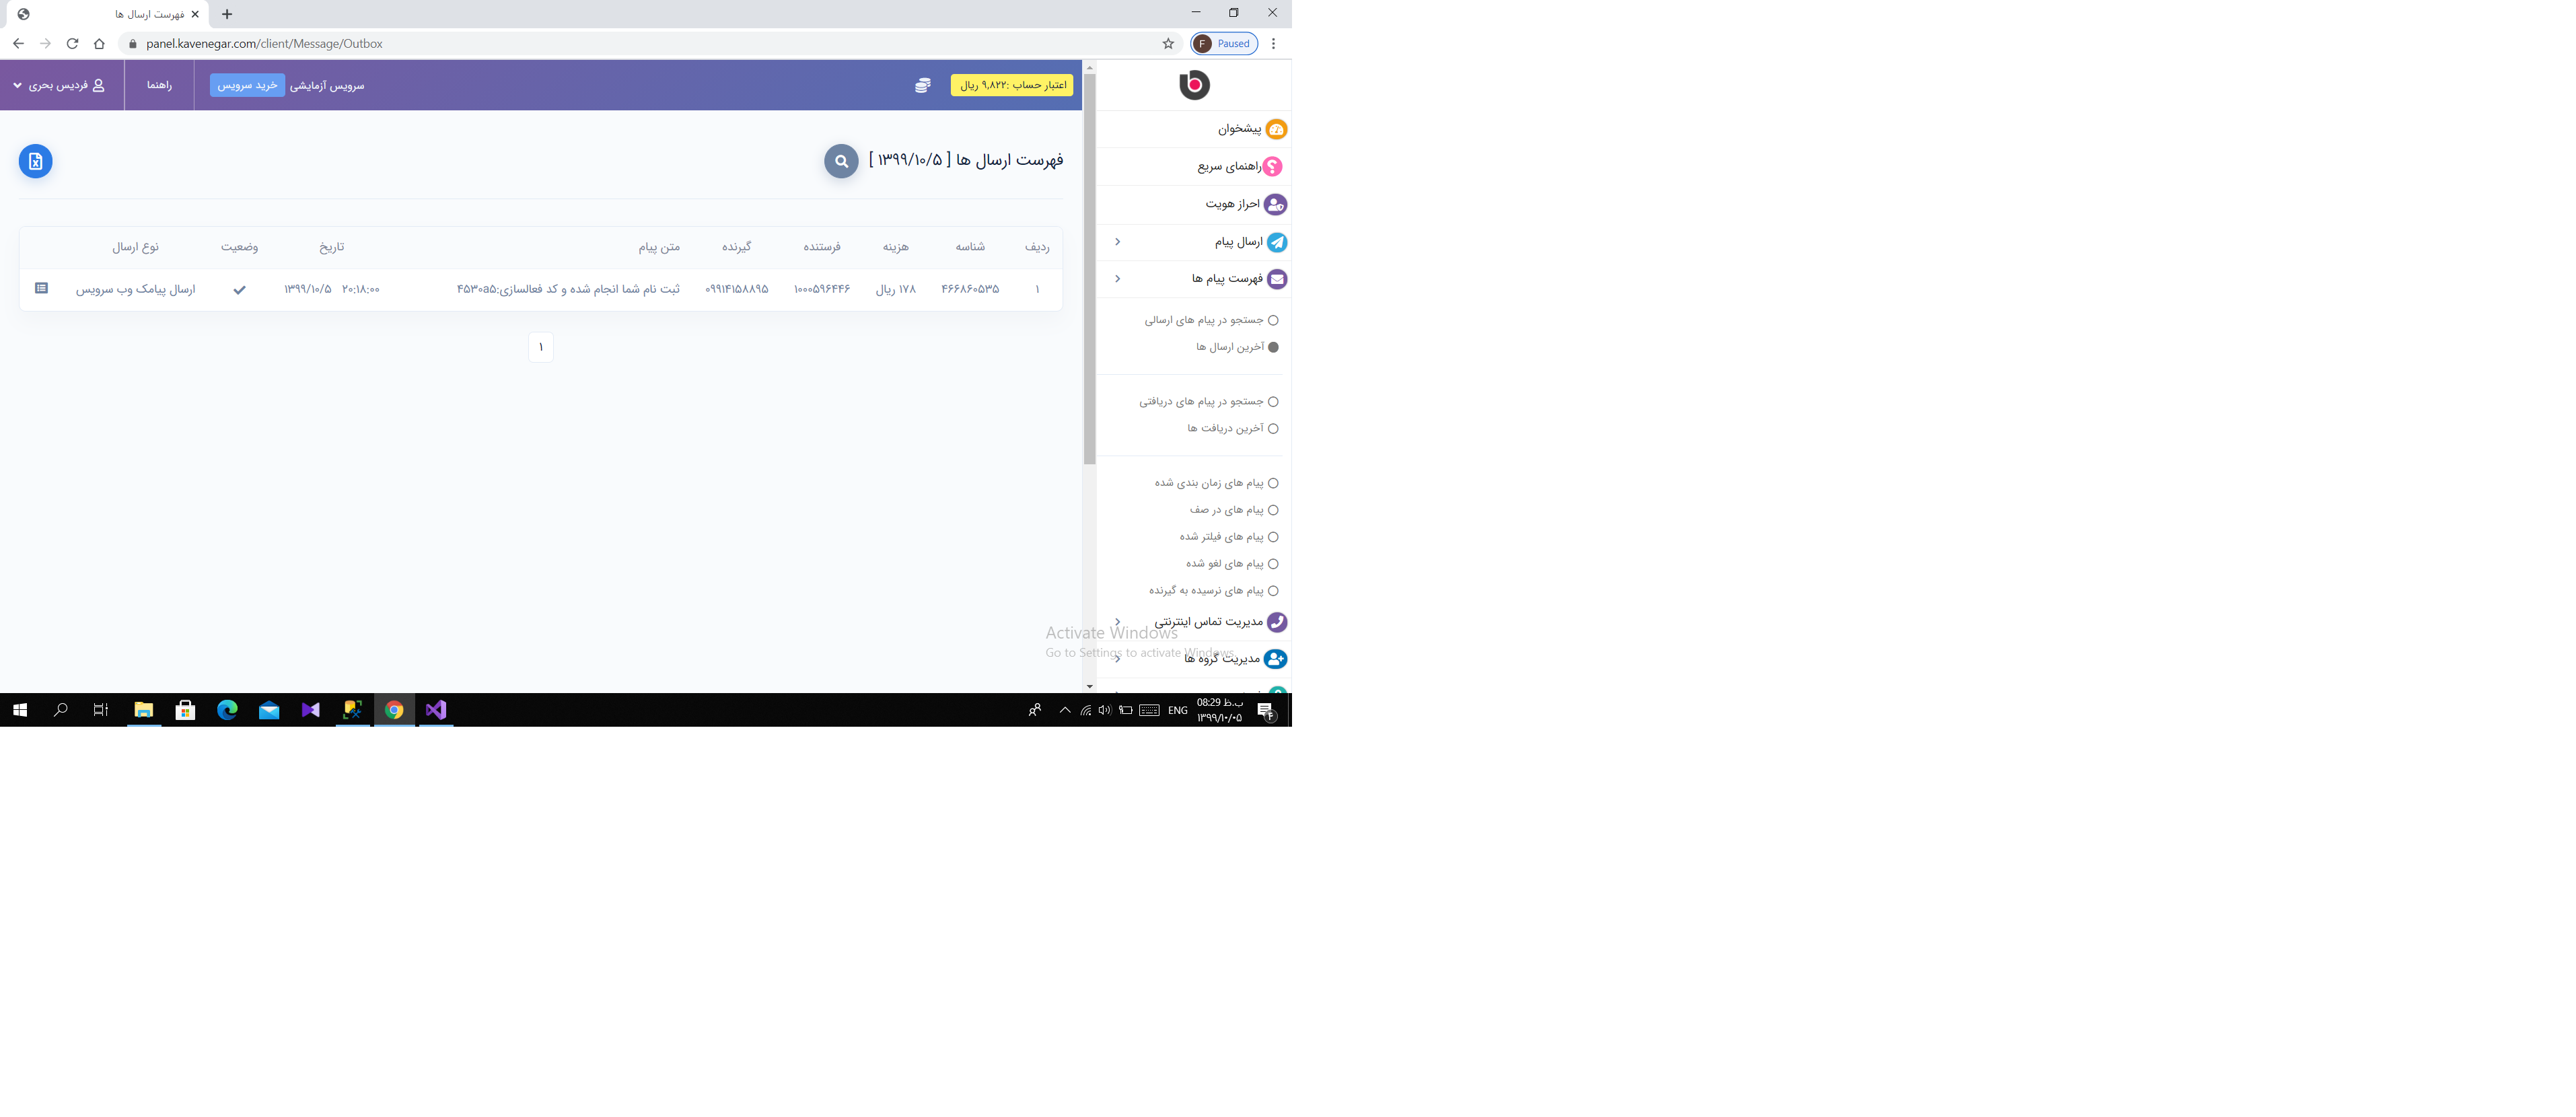 فهرست ارسال ها
panel.kavenegar.com/client/Message/Outbox
F Paused
اعتبار حساب :۹,۸۲۲ ریال
سرویس آزمایشی خرید سرویس
راهنما
فردیس بحری
پیشخوان
راهنمای سریع
احراز هویت
ارسال پیام
فهرست پیام ها
جستجو در پیام های ارسالی
آخرین ارسال ها
جستجو در پیام های دریافتی
آخرین دریافت ها
پیام های زمان بندی شده
پیام های در صف
پیام های فیلتر شده
پیام های لغو شده
پیام های نرسیده به گیرنده
مدیریت تماس اینترنتی
مدیریت گروه ها
فهرست ارسال ها [ ۱۳۹۹/۱۰/۵ ]
ردیف شناسه هزینه فرستنده گیرنده متن پیام تاریخ وضعیت نوع ارسال
۱ ۴۶۶۸۶۰۵۳۵ ۱۷۸ ریال ۱۰۰۰۵۹۶۴۴۶ ۰۹۹۱۴۱۵۸۸۹۵ ثبت نام شما انجام شده و کد فعالسازی:۴۵۳۰a۵ ۲۰:۱۸:۰۰ ۱۳۹۹/۱۰/۵ ارسال پیامک وب سرویس
۱
Activate Windows
Go to Settings to activate Windows.
ENG
08:29 ب.ظ
۱۳۹۹/۱۰/۰۵
F